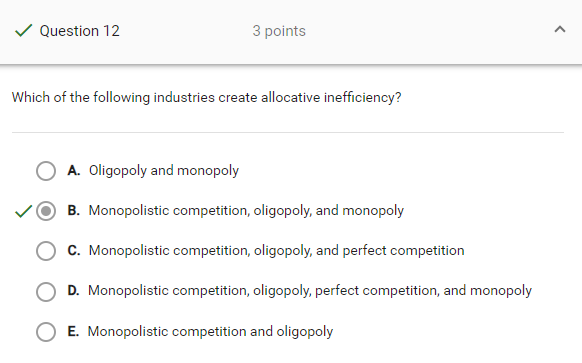 Question 12 3 points
Which of the following industries create allocative inefficiency?
A. Oligopoly and monopoly
B. Monopolistic competition, oligopoly, and monopoly
C. Monopolistic competition, oligopoly, and perfect competition
D. Monopolistic competition, oligopoly, perfect competition, and monopoly
E. Monopolistic competition and oligopoly